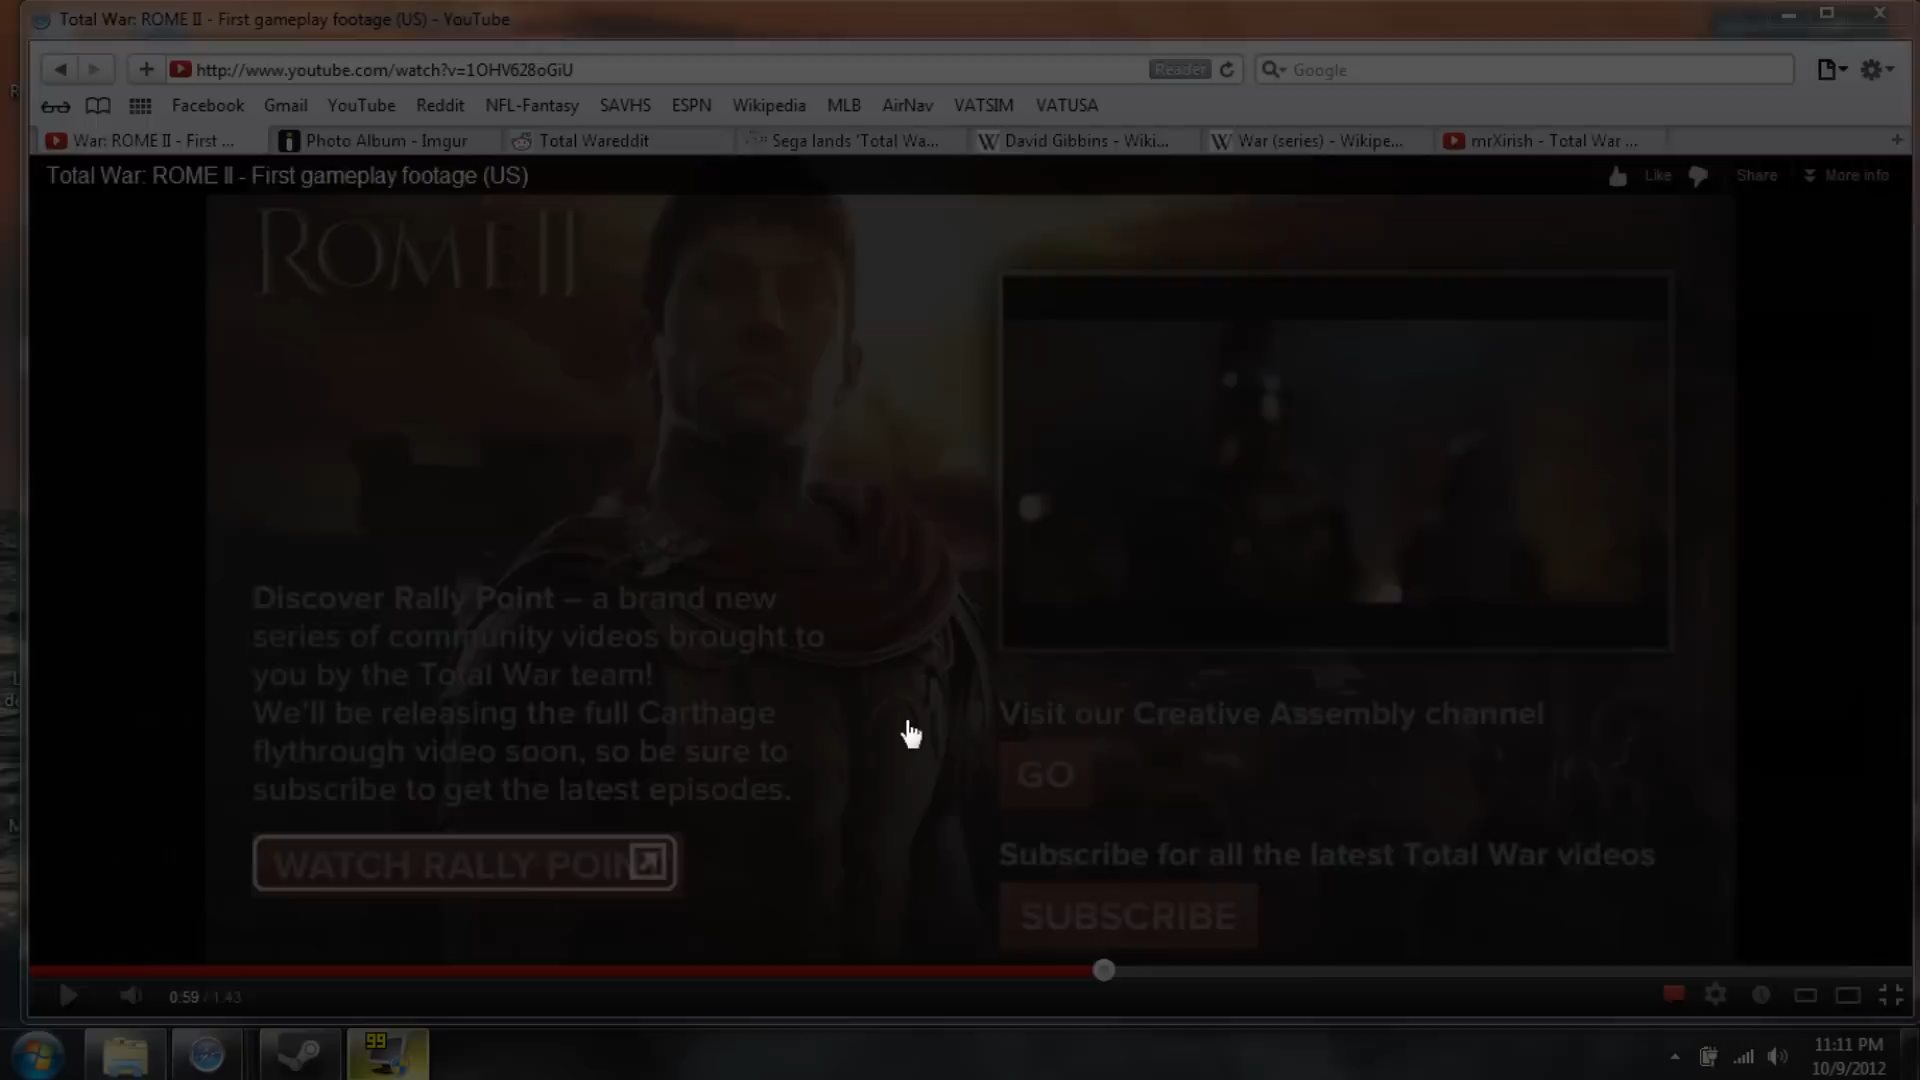 Total War: ROME II - First gameplay footage (US) - YouTube
http://www.youtube.com/watch?v=1OHV628oGiU
Reader
Google
Facebook Gmail YouTube Reddit NFL-Fantasy SAVHS ESPN Wikipedia MLB AirNav VATSIM VATUSA
War: ROME II - First ...
Photo Album - Imgur
Total Wareddit
Sega lands 'Total Wa...
David Gibbins - Wiki...
War (series) - Wikipe...
mrXirish - Total War ...
Total War: ROME II - First gameplay footage (US)
Like Share More info
ROME II
Discover Rally Point – a brand new
series of community videos brought to
you by the Total War team!
We'll be releasing the full Carthage
flythrough video soon, so be sure to
subscribe to get the latest episodes.
WATCH RALLY POINT
Visit our Creative Assembly channel
GO
Subscribe for all the latest Total War videos
SUBSCRIBE
0:59 / 1:43
99
11:11 PM
10/9/2012